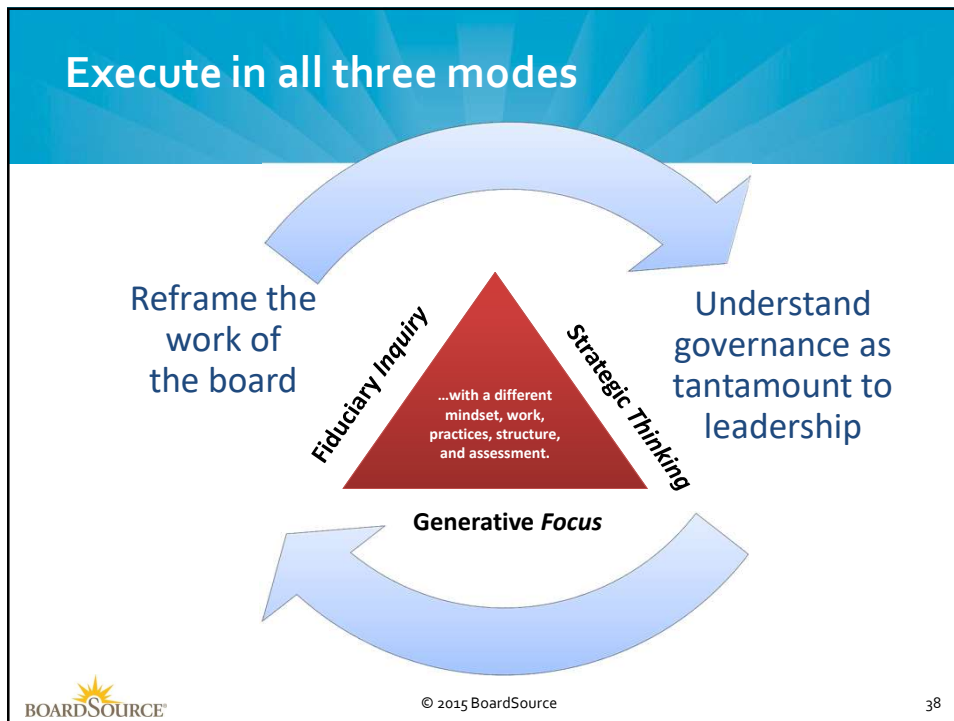 Execute in all three modes
Reframe the
work of
the board
Fiduciary Inquiry
…with a different
mindset, work,
practices, structure,
and assessment.
Strategic Thinking
Generative Focus
Understand
governance as
tantamount to
leadership
BOARDSOURCE®
© 2015 BoardSource
38